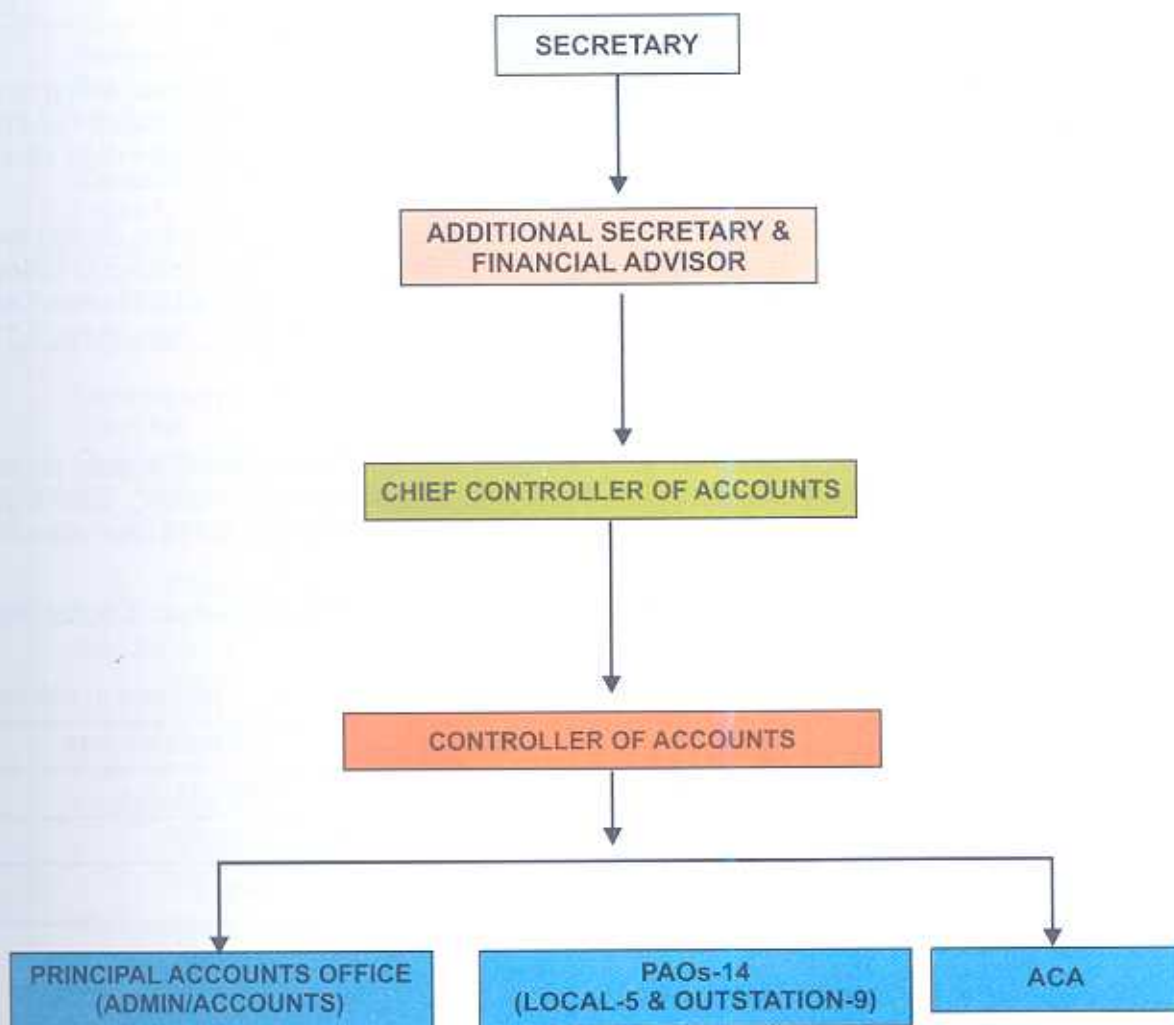 SECRETARY
ADDITIONAL SECRETARY &
FINANCIAL ADVISOR
CHIEF CONTROLLER OF ACCOUNTS
CONTROLLER OF ACCOUNTS
PRINCIPAL ACCOUNTS OFFICE
(ADMIN/ACCOUNTS)
PAOs-14
(LOCAL-5 & OUTSTATION-9)
ACA